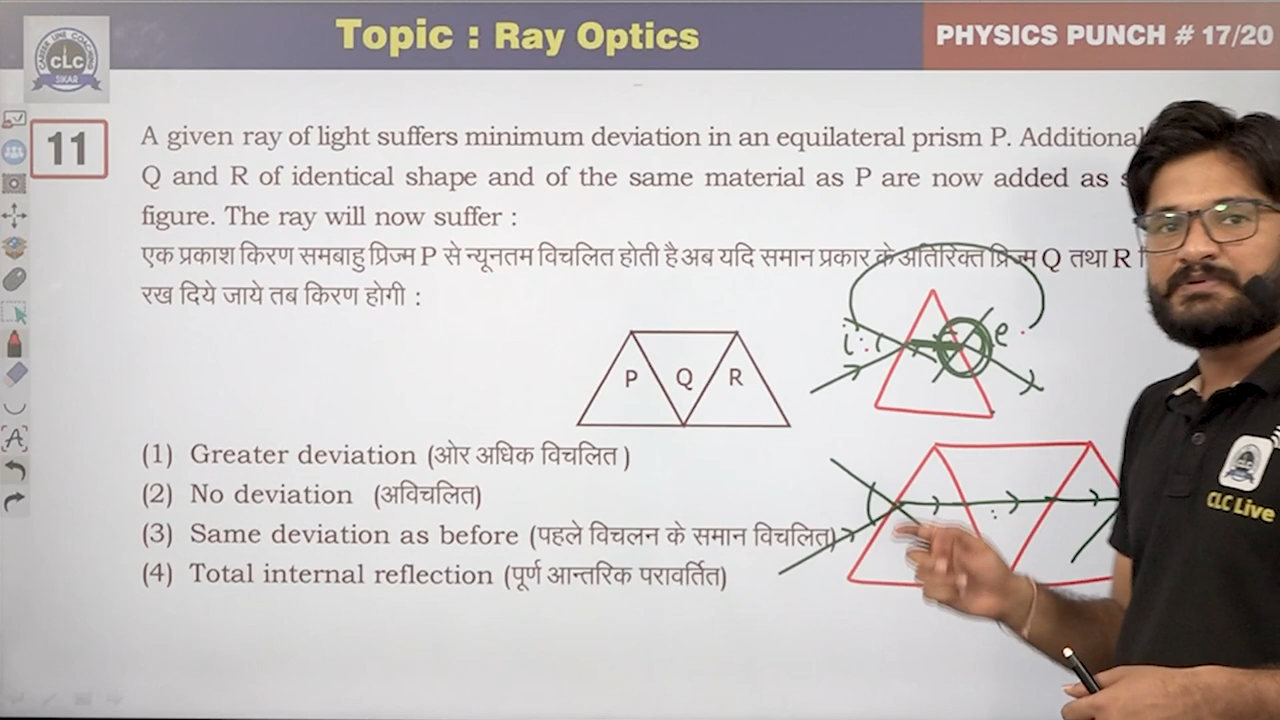 Topic : Ray Optics
PHYSICS PUNCH # 17/20
CAREER LINE COACHING
CLC
SIKAR
11
A given ray of light suffers minimum deviation in an equilateral prism P. Additional
Q and R of identical shape and of the same material as P are now added as
figure. The ray will now suffer :
एक प्रकाश किरण समबाहु प्रिज्म P से न्यूनतम विचलित होती है अब यदि समान प्रकार के अतिरिक्त प्रिज्म Q तथा R
रख दिये जाये तब किरण होगी :
i
e
P Q R
(1) Greater deviation (ओर अधिक विचलित )
(2) No deviation (अविचलित)
(3) Same deviation as before (पहले विचलन के समान विचलित)
(4) Total internal reflection (पूर्ण आन्तरिक परावर्तित)
CLC Live